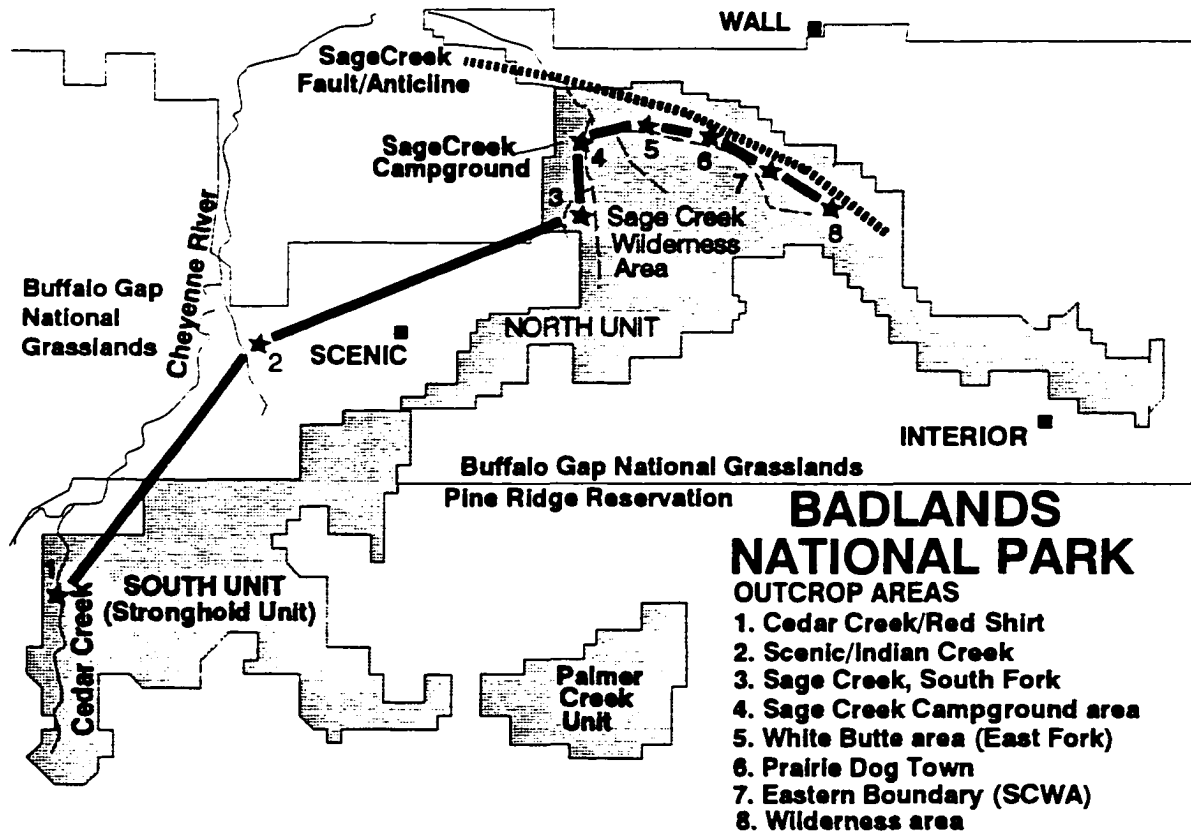 WALL
SageCreek
Fault/Anticline
SageCreek
Campground
4
5
6
7
8
3
Sage Creek
Wilderness
Area
Cheyenne River
Buffalo Gap
National
Grasslands
2
SCENIC
NORTH UNIT
INTERIOR
Buffalo Gap National Grasslands
Pine Ridge Reservation
1
SOUTH UNIT
(Stronghold Unit)
Cedar Creek
Palmer
Creek
Unit
BADLANDS
NATIONAL PARK
OUTCROP AREAS
1. Cedar Creek/Red Shirt
2. Scenic/Indian Creek
3. Sage Creek, South Fork
4. Sage Creek Campground area
5. White Butte area (East Fork)
6. Prairie Dog Town
7. Eastern Boundary (SCWA)
8. Wilderness area